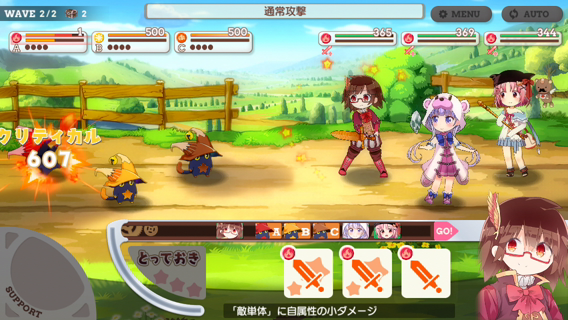 WAVE 2/2 2
通常攻撃
MENU
AUTO
1
A
500
B
500
C
365
369
344
クリティカル
607
A B C
GO!
とっておき
SUPPORT
「敵単体」に自属性の小ダメージ